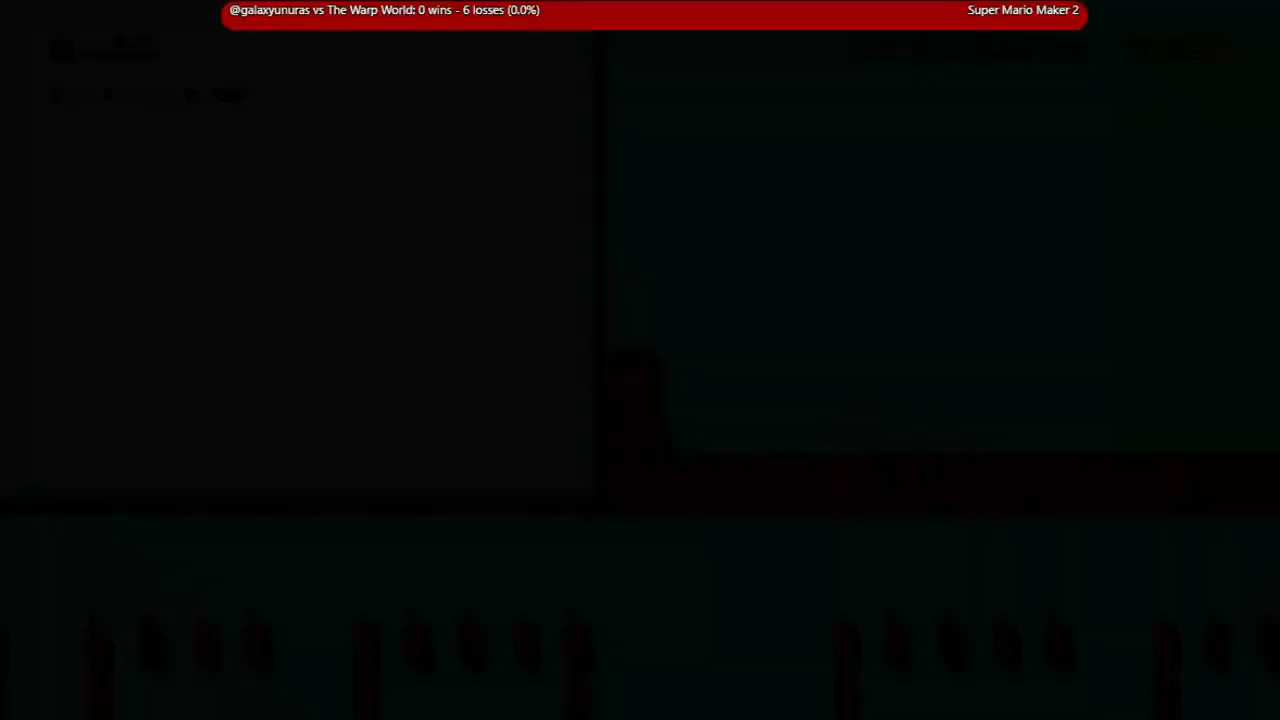 @galaxyunuras vs The Warp World: 0 wins - 6 losses (0.0%)
Super Mario Maker 2